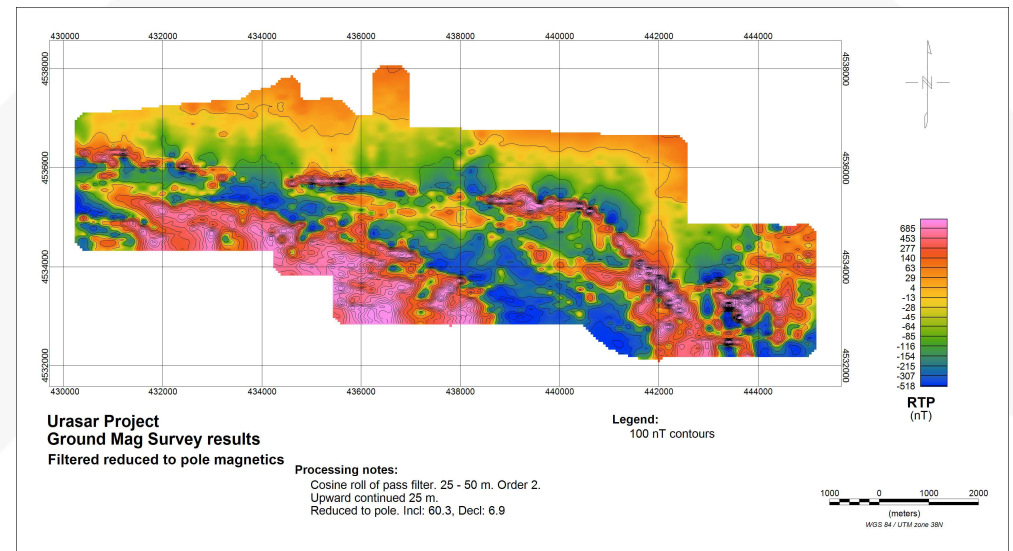 430000 432000 434000 436000 438000 440000 442000 444000
4538000 4538000
4536000 4536000
4534000 4534000
4532000 4532000
430000 432000 434000 436000 438000 440000 442000 444000
N
685
453
277
140
63
29
4
-13
-28
-45
-64
-85
-116
-154
-215
-307
-518
RTP
(nT)
Urasar Project
Ground Mag Survey results
Filtered reduced to pole magnetics
Legend:
100 nT contours
Processing notes:
Cosine roll of pass filter. 25 - 50 m. Order 2.
Upward continued 25 m.
Reduced to pole. Incl: 60.3, Decl: 6.9
1000 0 1000 2000
(meters)
WGS 84 / UTM zone 38N